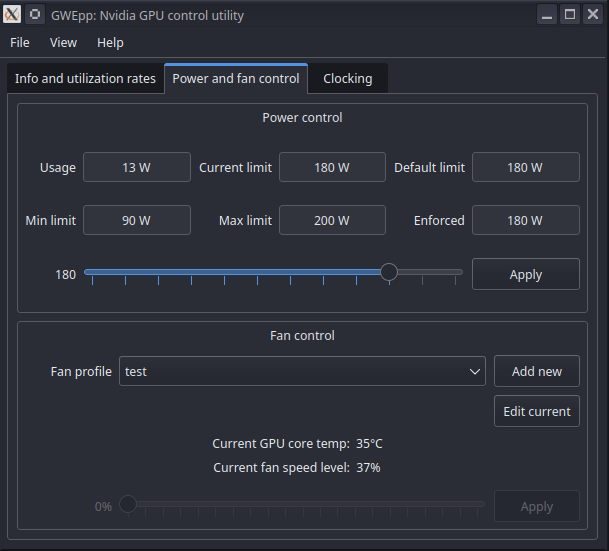 GWEpp: Nvidia GPU control utility
File View Help
Info and utilization rates Power and fan control Clocking
Power control
Usage 13 W Current limit 180 W Default limit 180 W
Min limit 90 W Max limit 200 W Enforced 180 W
180 Apply
Fan control
Fan profile test Add new
Edit current
Current GPU core temp: 35°C
Current fan speed level: 37%
0% Apply